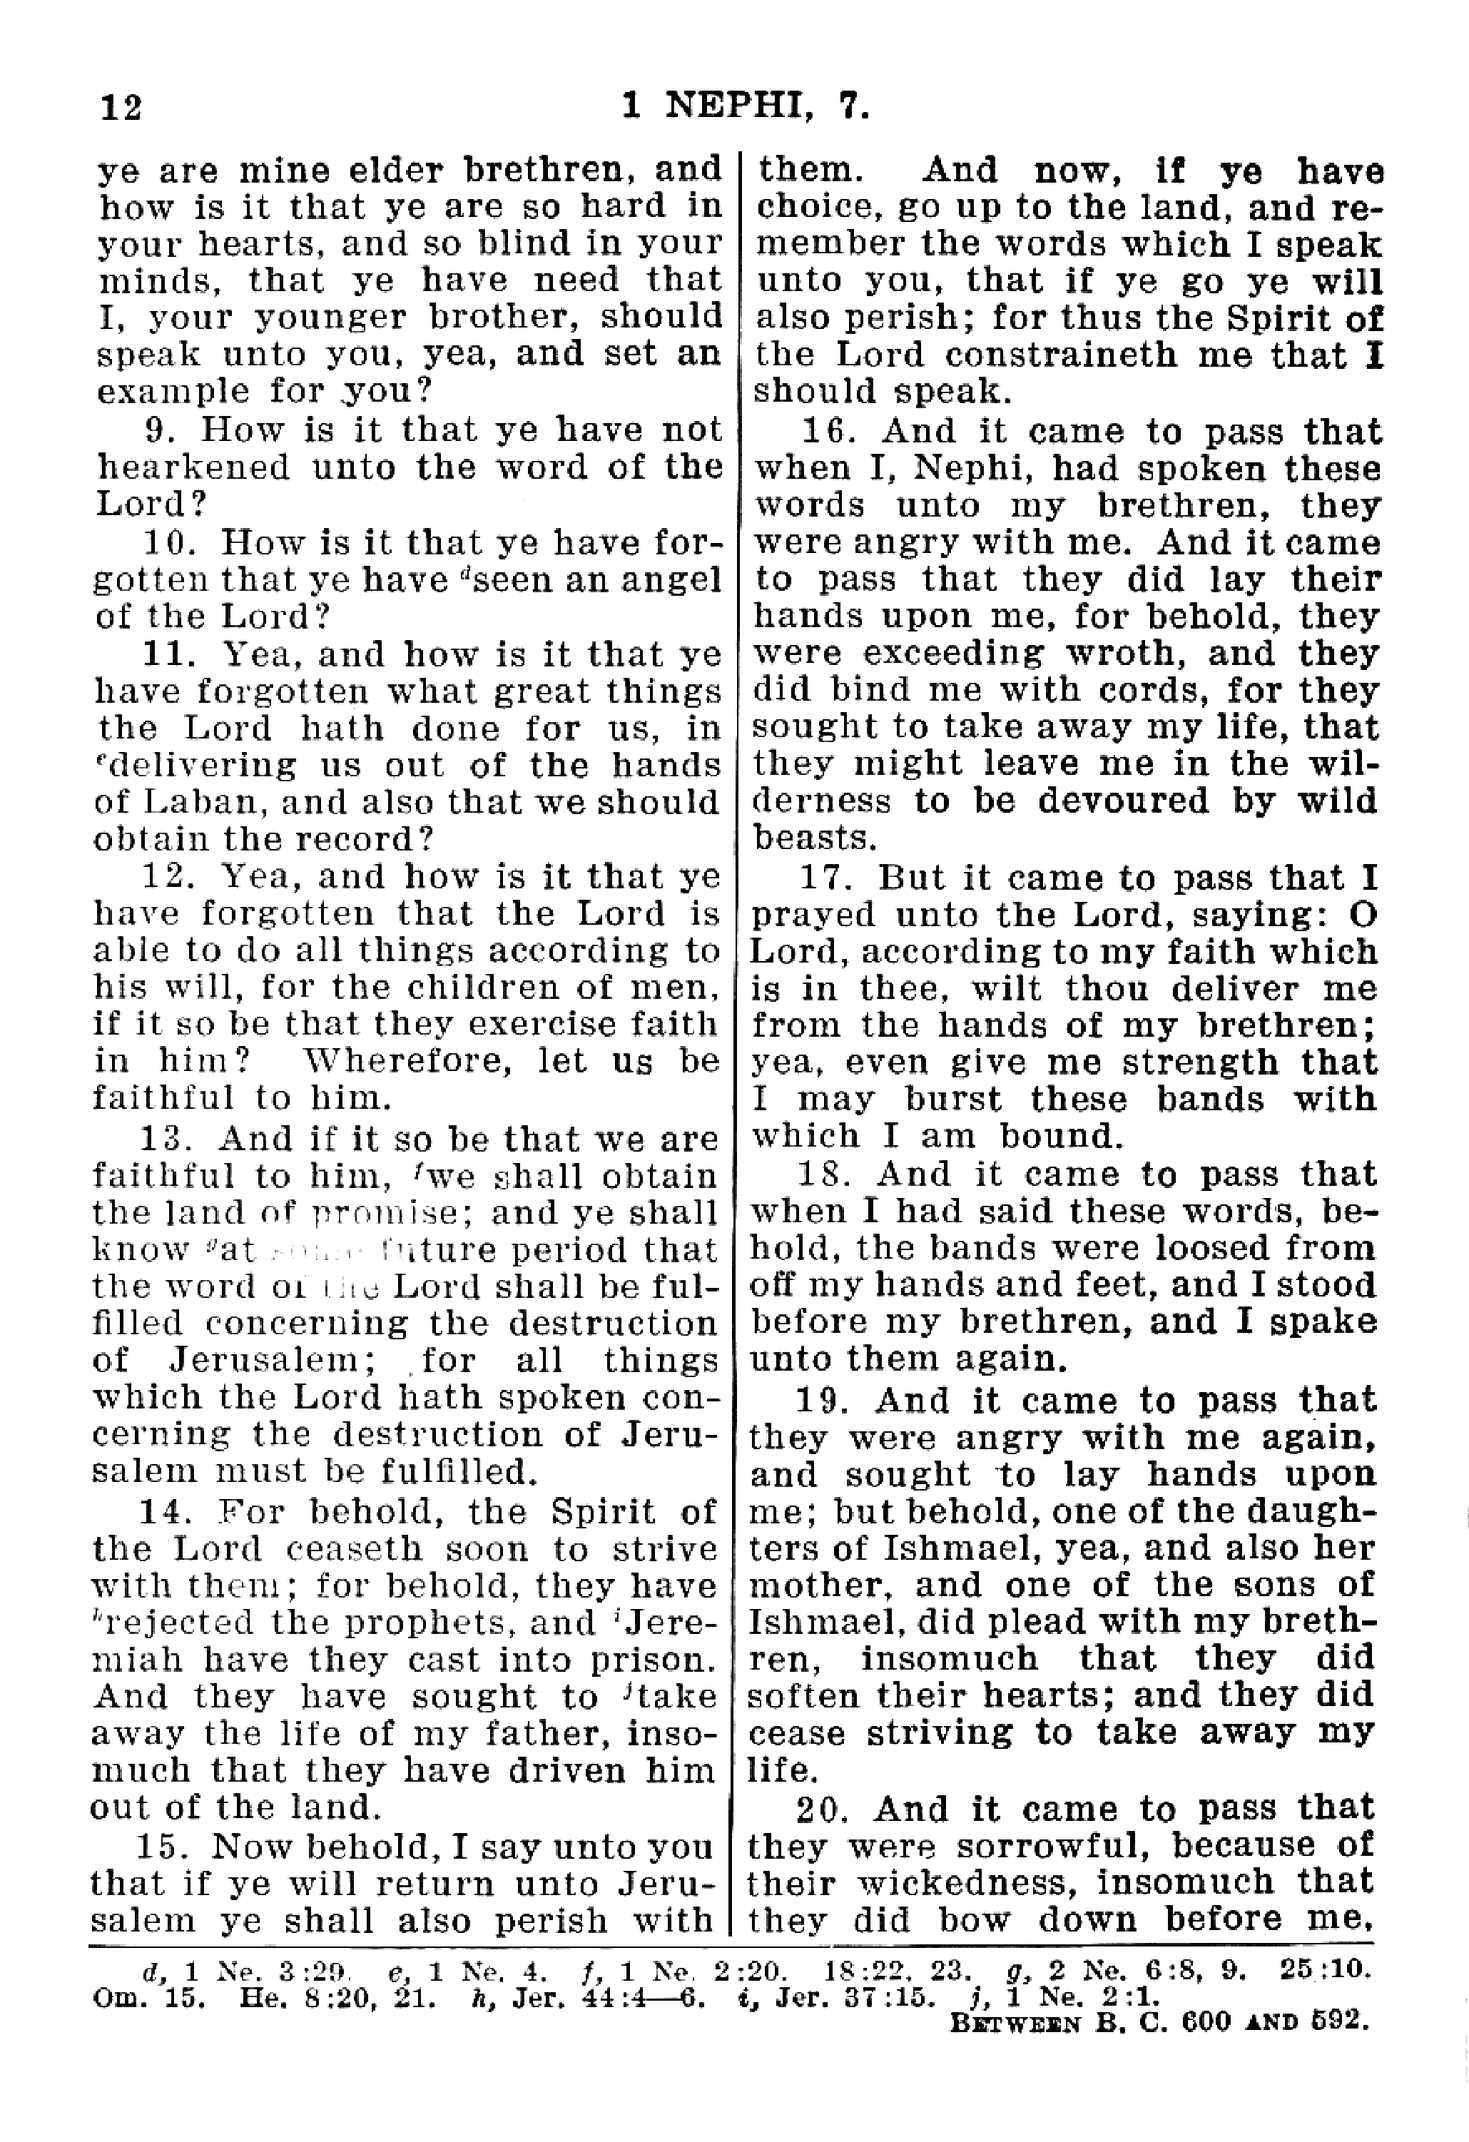 12
1 NEPHI, 7.
ye are mine elder brethren, and
how is it that ye are so hard in
your hearts, and so blind in your
minds, that ye have need that
I, your younger brother, should
speak unto you, yea, and set an
example for you?
9. How is it that ye have not
hearkened unto the word of the
Lord?
10. How is it that ye have for-
gotten that ye have dseen an angel
of the Lord?
11. Yea, and how is it that ye
have forgotten what great things
the Lord hath done for us, in
edelivering us out of the hands
of Laban, and also that we should
obtain the record?
12. Yea, and how is it that ye
have forgotten that the Lord is
able to do all things according to
his will, for the children of men,
if it so be that they exercise faith
in him? Wherefore, let us be
faithful to him.
13. And if it so be that we are
faithful to him, fwe shall obtain
the land of promise; and ye shall
know gat future period that
the word of the Lord shall be ful-
filled concerning the destruction
of Jerusalem; for all things
which the Lord hath spoken con-
cerning the destruction of Jeru-
salem must be fulfilled.
14. For behold, the Spirit of
the Lord ceaseth soon to strive
with them; for behold, they have
hrejected the prophets, and iJere-
miah have they cast into prison.
And they have sought to jtake
away the life of my father, inso-
much that they have driven him
out of the land.
15. Now behold, I say unto you
that if ye will return unto Jeru-
salem ye shall also perish with
them. And now, if ye have
choice, go up to the land, and re-
member the words which I speak
unto you, that if ye go ye will
also perish; for thus the Spirit of
the Lord constraineth me that I
should speak.
16. And it came to pass that
when I, Nephi, had spoken these
words unto my brethren, they
were angry with me. And it came
to pass that they did lay their
hands upon me, for behold, they
were exceeding wroth, and they
did bind me with cords, for they
sought to take away my life, that
they might leave me in the wil-
derness to be devoured by wild
beasts.
17. But it came to pass that I
prayed unto the Lord, saying: O
Lord, according to my faith which
is in thee, wilt thou deliver me
from the hands of my brethren;
yea, even give me strength that
I may burst these bands with
which I am bound.
18. And it came to pass that
when I had said these words, be-
hold, the bands were loosed from
off my hands and feet, and I stood
before my brethren, and I spake
unto them again.
19. And it came to pass that
they were angry with me again,
and sought to lay hands upon
me; but behold, one of the daugh-
ters of Ishmael, yea, and also her
mother, and one of the sons of
Ishmael, did plead with my breth-
ren, insomuch that they did
soften their hearts; and they did
cease striving to take away my
life.
20. And it came to pass that
they were sorrowful, because of
their wickedness, insomuch that
they did bow down before me,
d, 1 Ne. 3:29. e, 1 Ne. 4. f, 1 Ne. 2:20. 18:22, 23. g, 2 Ne. 6:8, 9. 25:10.
Om. 15. He. 8:20, 21. h, Jer. 44:4—6. i, Jer. 37:15. j, 1 Ne. 2:1.
BETWEEN B. C. 600 AND 592.